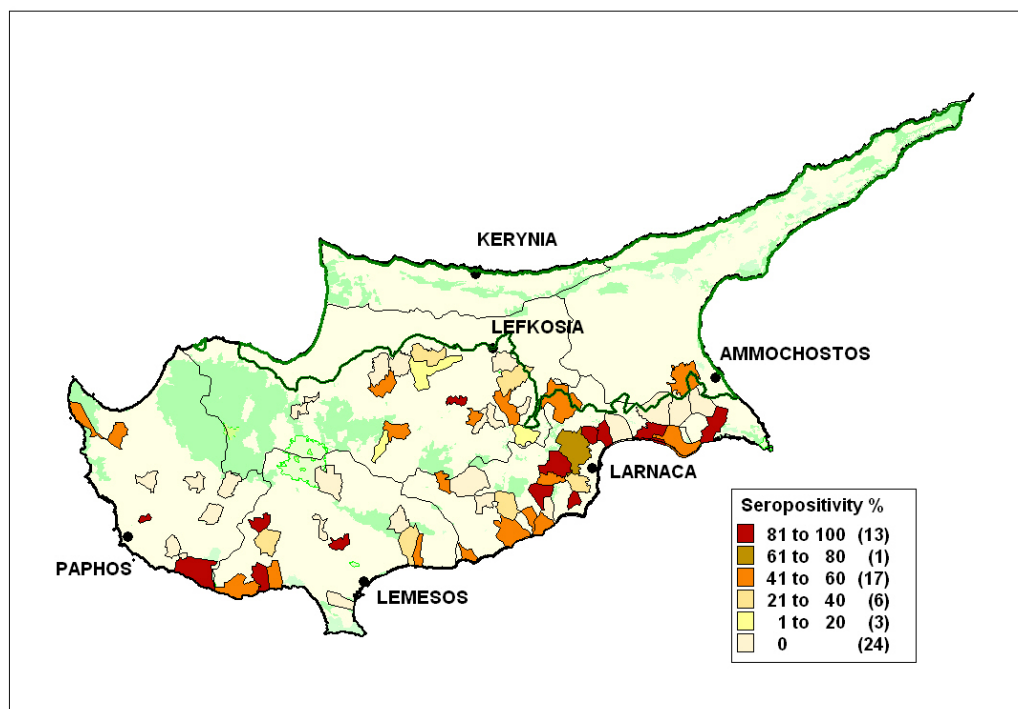 KERYNIA
LEFKOSIA
AMMOCHOSTOS
LARNACA
PAPHOS
LEMESOS
Seropositivity %
81 to 100 (13)
61 to 80 (1)
41 to 60 (17)
21 to 40 (6)
1 to 20 (3)
0 (24)